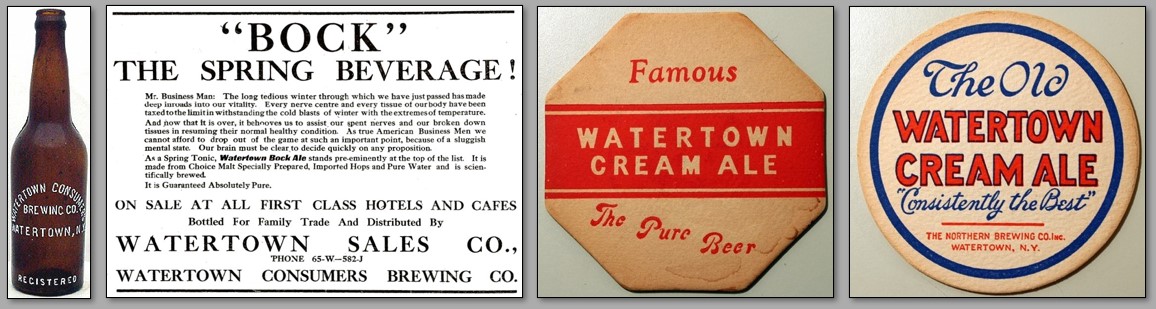 WATERTOWN CONSUMERS
BREWING CO.
WATERTOWN, N.Y.
REGISTERED
"BOCK"
THE SPRING BEVERAGE!
Mr. Business Man: The long tedious winter through which we have just passed has made
deep inroads into our vitality. Every nerve centre and every tissue of our body have been
taxed to the limit in withstanding the cold blasts of winter with the extremes of temperature.
And now that it is over, it behooves us to assist our spent nerves and our broken down
tissues in resuming their normal healthy condition. As true American Business Men we
cannot afford to drop out of the game at such an important point, because of a sluggish
mental state. Our brain must be clear to decide quickly on any proposition.
As a Spring Tonic, Watertown Bock Ale stands pre-eminently at top of the list. It is
made from Choice Malt Specially Prepared, Imported Hops and Pure Water and is scien-
tifically brewed.
It is Guaranteed Absolutely Pure.
ON SALE AT ALL FIRST CLASS HOTELS AND CAFES
Bottled For Family Trade And Distributed By
WATERTOWN SALES CO.,
'PHONE 65-W—582-J
WATERTOWN CONSUMERS BREWING CO.
Famous
WATERTOWN
CREAM ALE
The Pure Beer
The Old
WATERTOWN
CREAM ALE
"Consistently the Best"
THE NORTHERN BREWING CO. INC.
WATERTOWN, N.Y.